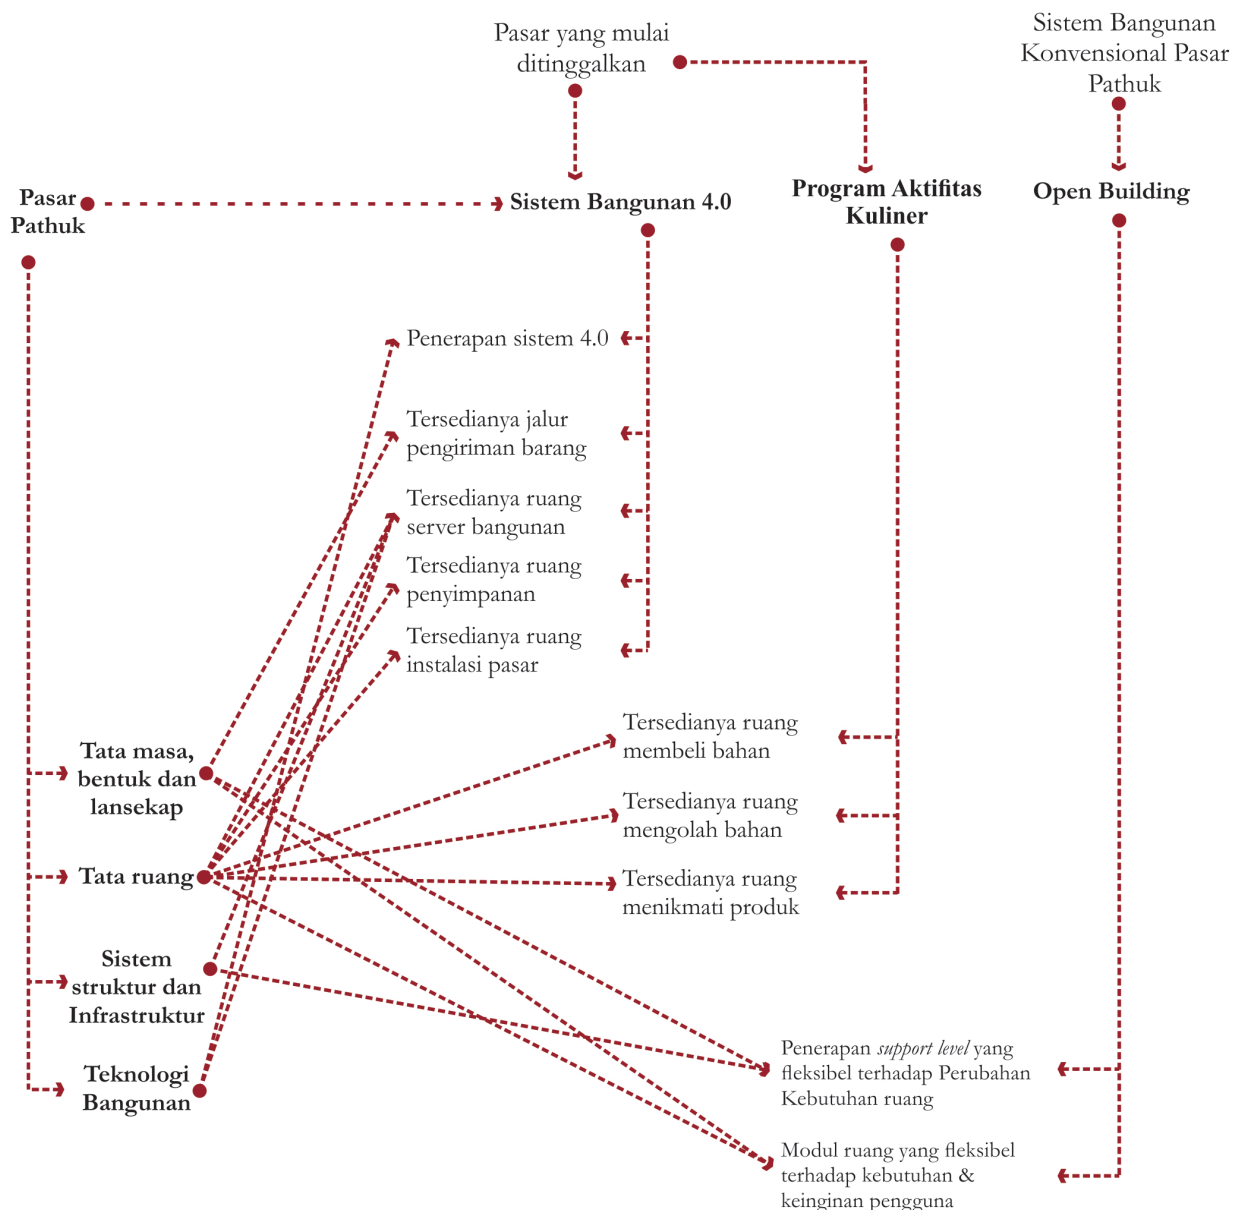 Pasar yang mulai
ditinggalkan
Sistem Bangunan
Konvensional Pasar
Pathuk
Pasar
Pathuk
Sistem Bangunan 4.0
Program Aktifitas
Kuliner
Open Building
Penerapan sistem 4.0
Tersedianya jalur
pengiriman barang
Tersedianya ruang
server bangunan
Tersedianya ruang
penyimpanan
Tersedianya ruang
instalasi pasar
Tersedianya ruang
membeli bahan
Tersedianya ruang
mengolah bahan
Tersedianya ruang
menikmati produk
Tata masa,
bentuk dan
lansekap
Tata ruang
Sistem
struktur dan
Infrastruktur
Teknologi
Bangunan
Penerapan support level yang
fleksibel terhadap Perubahan
Kebutuhan ruang
Modul ruang yang fleksibel
terhadap kebutuhan &
keinginan pengguna